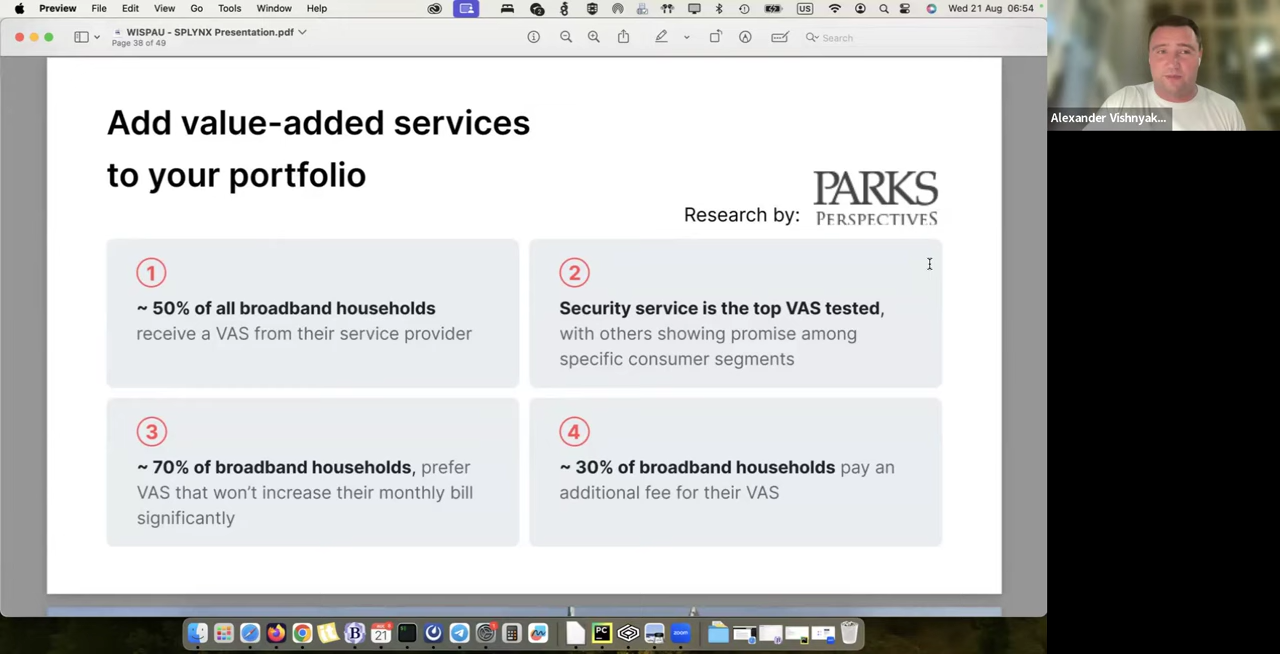 Preview File Edit View Go Tools Window Help
US
Wed 21 Aug 06:54
WISPAU - SPLYNX Presentation.pdf
Page 38 of 49
Search
Alexander Vishnyak...
Add value-added services
to your portfolio
Research by:
PARKS
PERSPECTIVES
1
~ 50% of all broadband households
receive a VAS from their service provider
2
Security service is the top VAS tested,
with others showing promise among
specific consumer segments
3
~ 70% of broadband households, prefer
VAS that won't increase their monthly bill
significantly
4
~ 30% of broadband households pay an
additional fee for their VAS
21
PC
zoom